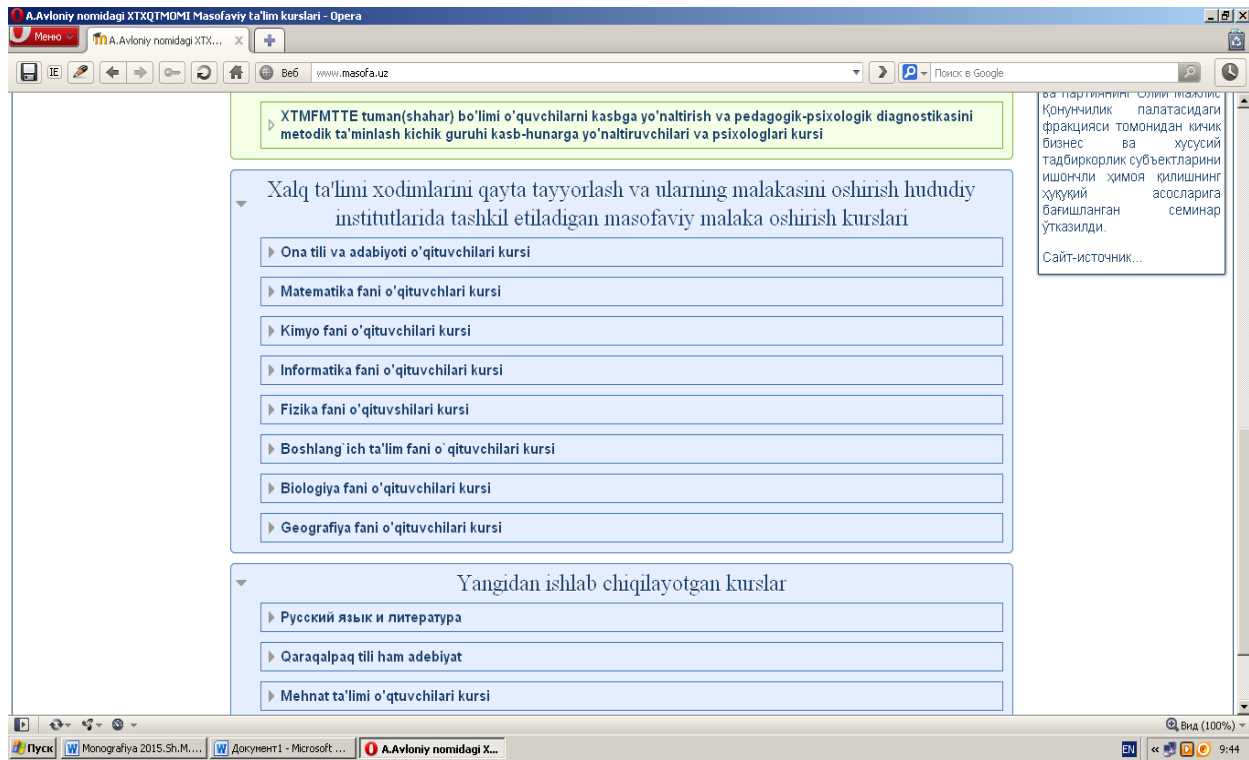 A.Avloniy nomidagi XTXQTMOMI Masofaviy ta'lim kurslari - Opera
Меню
A.Avloniy nomidagi XTX...
IE
Веб
www.masofa.uz
Поиск в Google
XTMFMTTE tuman(shahar) bo'limi o'quvchilarni kasbga yo'naltirish va pedagogik-psixologik diagnostikasini
metodik ta'minlash kichik guruhi kasb-hunarga yo'naltiruvchilari va psixologlari kursi
Xalq ta'limi xodimlarini qayta tayyorlash va ularning malakasini oshirish hududiy
institutlarida tashkil etiladigan masofaviy malaka oshirish kurslari
Ona tili va adabiyoti o'qituvchilari kursi
Matematika fani o'qituvchlari kursi
Kimyo fani o'qituvchilari kursi
Informatika fani o'qituvchilari kursi
Fizika fani o'qituvshilari kursi
Boshlang`ich ta'lim fani o`qituvchilari kursi
Biologiya fani o'qituvchilari kursi
Geografiya fani o'qituvchilari kursi
Yangidan ishlab chiqilayotgan kurslar
Русский язык и литература
Qaraqalpaq tili ham adebiyat
Mehnat ta'limi o'qtuvchilari kursi
ва партиянинг Олий Мажлис
Қонунчилик палатасидаги
фракцияси томонидан кичик
бизнес ва хусусий
тадбиркорлик субъектларини
ишончли ҳимоя қилишнинг
ҳуқуқий асосларига
бағишланган семинар
ўтказилди.
Сайт-источник...
Вид (100%)
Пуск
Monografiya 2015.Sh.M....
Документ1 - Microsoft ...
A.Avloniy nomidagi X...
EN
9:44